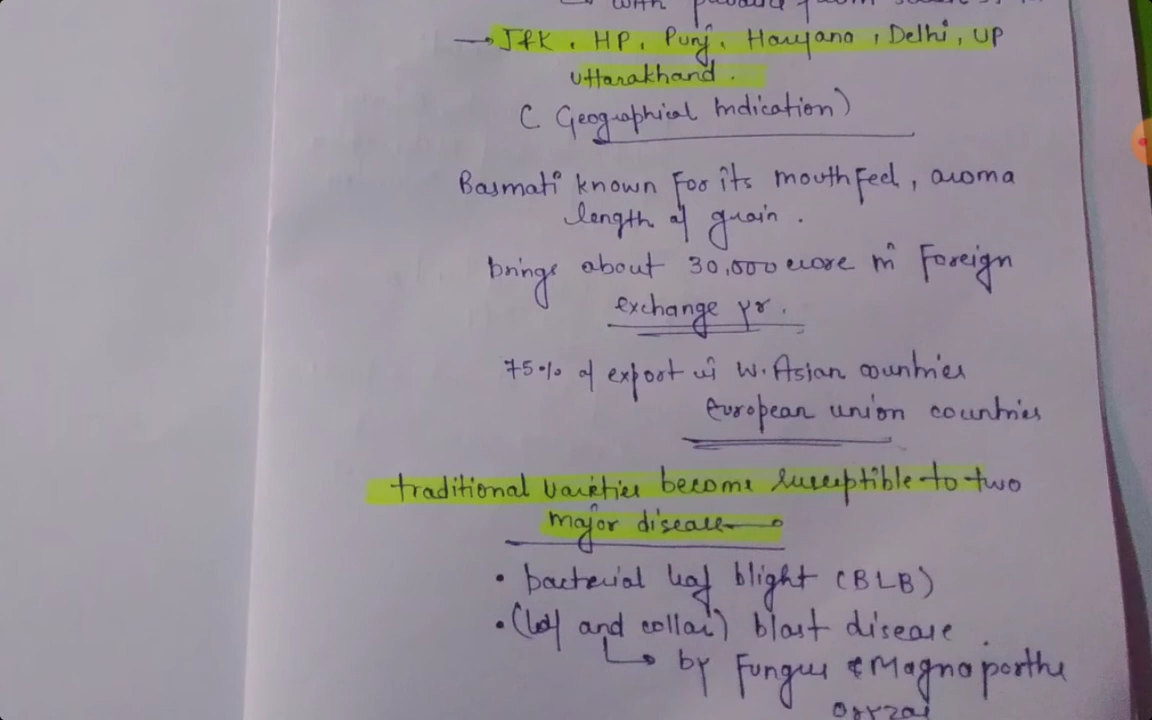 with
→ J&K, HP, Punj, Haryana, Delhi, UP
Uttarakhand.
( Geographical Indication)
Basmati known for its mouthfeel, aroma
length of grain.
brings about 30,000 crore in Foreign
exchange yr.
75% of export in W.Asian countries
European union countries
traditional varieties become susceptible to two
major disease→
• bacterial leaf blight (BLB)
• (leaf and collar) blast disease
↳ by Fungus Magnaporthe
oryzae